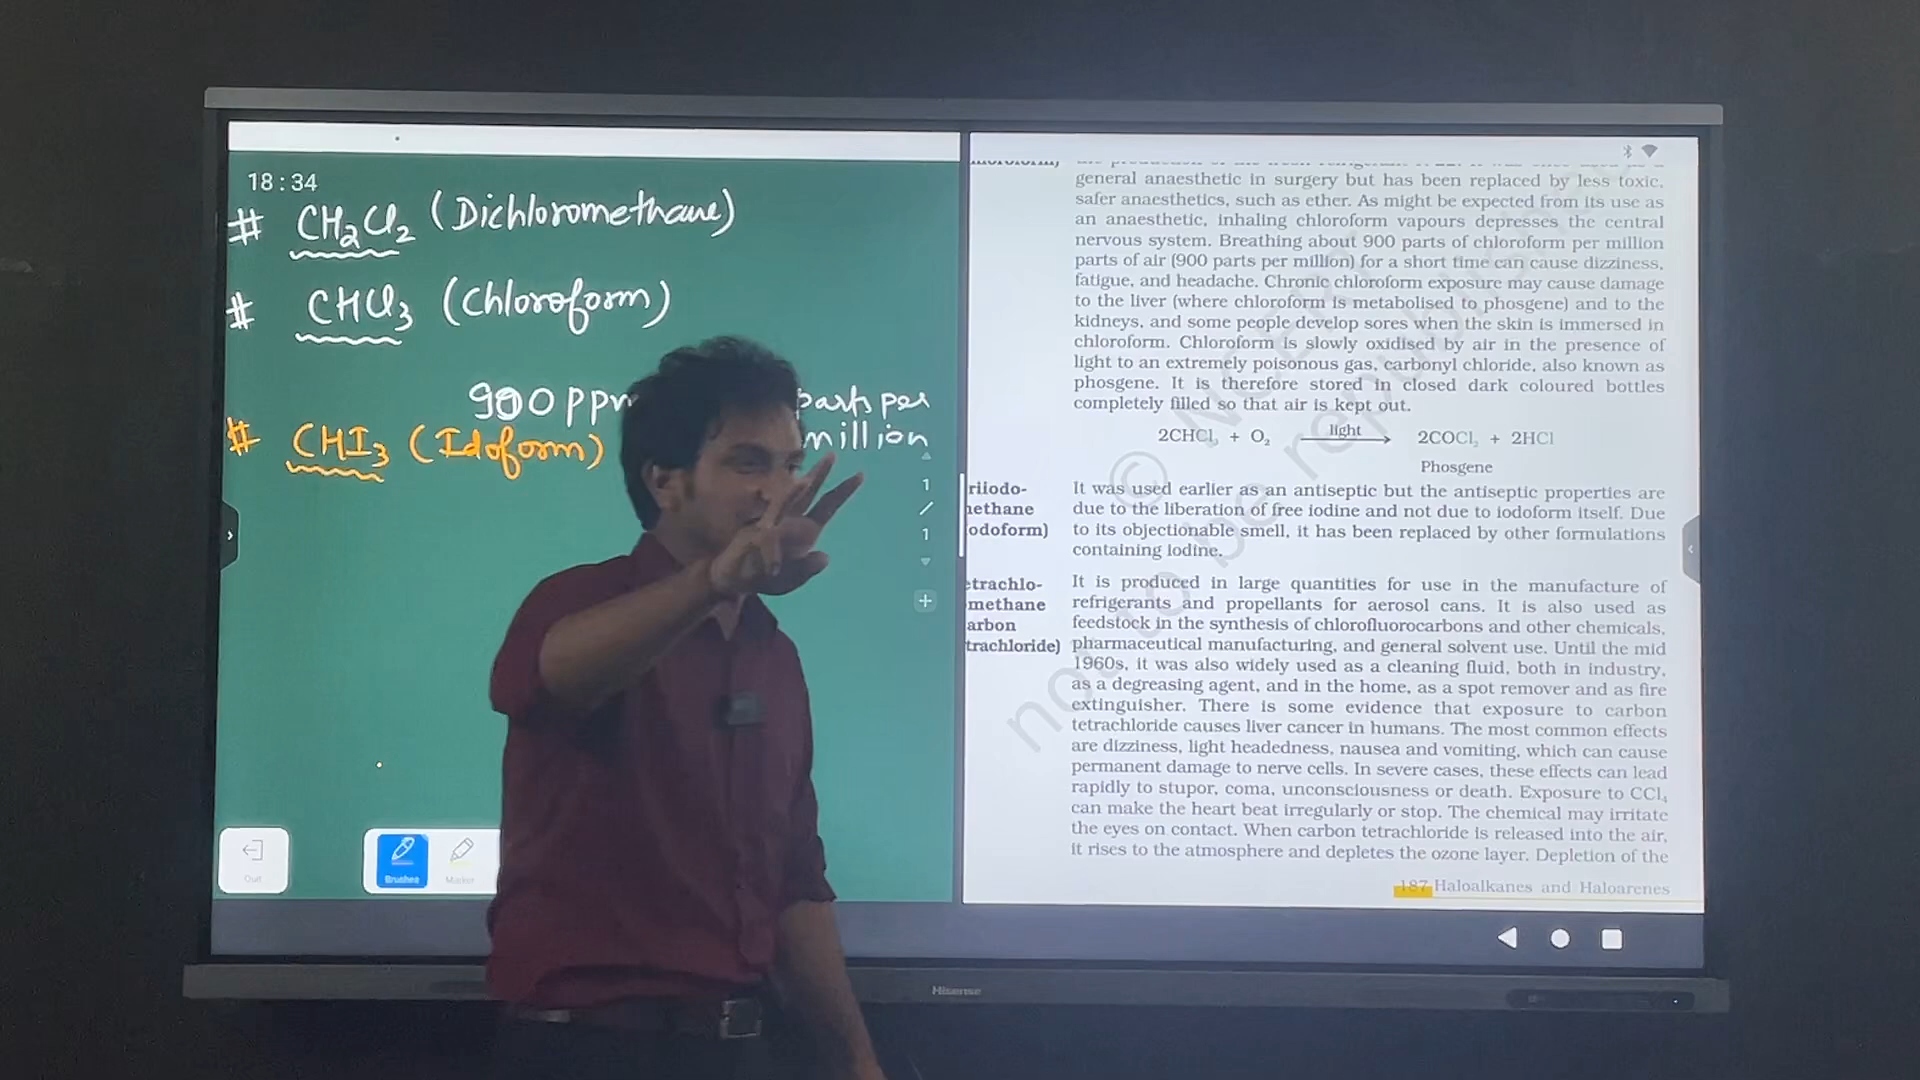 18:34
# CH2Cl2 (Dichloromethane)
# CHCl3 (Chloroform)
900 ppm parts per
million
# CHI3 (Idoform)
1
/
1
+
Out
Brushes
Marker
general anaesthetic in surgery but has been replaced by less toxic,
safer anaesthetics, such as ether. As might be expected from its use as
an anaesthetic, inhaling chloroform vapours depresses the central
nervous system. Breathing about 900 parts of chloroform per million
parts of air (900 parts per million) for a short time can cause dizziness,
fatigue, and headache. Chronic chloroform exposure may cause damage
to the liver (where chloroform is metabolised to phosgene) and to the
kidneys, and some people develop sores when the skin is immersed in
chloroform. Chloroform is slowly oxidised by air in the presence of
light to an extremely poisonous gas, carbonyl chloride, also known as
phosgene. It is therefore stored in closed dark coloured bottles
completely filled so that air is kept out.
2CHCl3 + O2 light 2COCl2 + 2HCl
Phosgene
riiodo-
methane
odoform)
It was used earlier as an antiseptic but the antiseptic properties are
due to the liberation of free iodine and not due to iodoform itself. Due
to its objectionable smell, it has been replaced by other formulations
containing iodine.
etrachlo-
methane
arbon
trachloride)
It is produced in large quantities for use in the manufacture of
refrigerants and propellants for aerosol cans. It is also used as
feedstock in the synthesis of chlorofluorocarbons and other chemicals,
pharmaceutical manufacturing, and general solvent use. Until the mid
1960s, it was also widely used as a cleaning fluid, both in industry,
as a degreasing agent, and in the home, as a spot remover and as fire
extinguisher. There is some evidence that exposure to carbon
tetrachloride causes liver cancer in humans. The most common effects
are dizziness, light headedness, nausea and vomiting, which can cause
permanent damage to nerve cells. In severe cases, these effects can lead
rapidly to stupor, coma, unconsciousness or death. Exposure to CCl4
can make the heart beat irregularly or stop. The chemical may irritate
the eyes on contact. When carbon tetrachloride is released into the air,
it rises to the atmosphere and depletes the ozone layer. Depletion of the
187 Haloalkanes and Haloarenes
not to be republished
Hisense